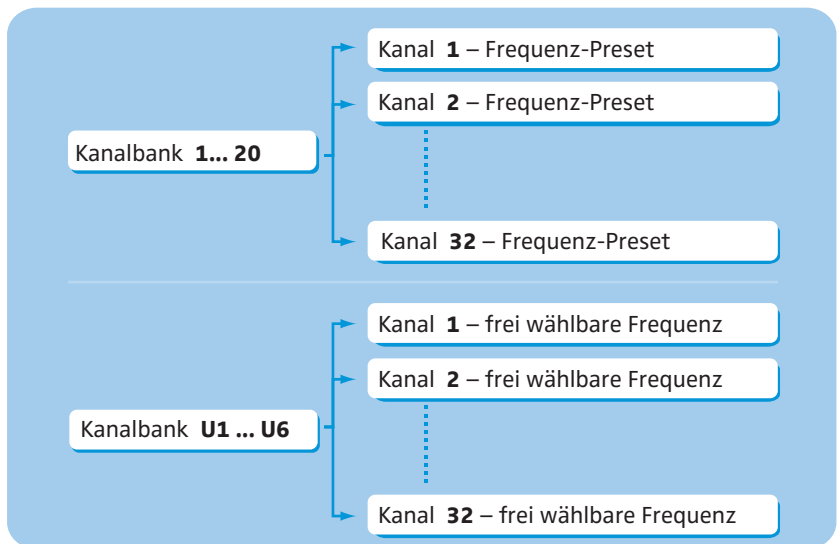 Kanal 1 – Frequenz-Preset
Kanal 2 – Frequenz-Preset
Kanalbank 1... 20
Kanal 32 – Frequenz-Preset
Kanal 1 – frei wählbare Frequenz
Kanal 2 – frei wählbare Frequenz
Kanalbank U1 ... U6
Kanal 32 – frei wählbare Frequenz